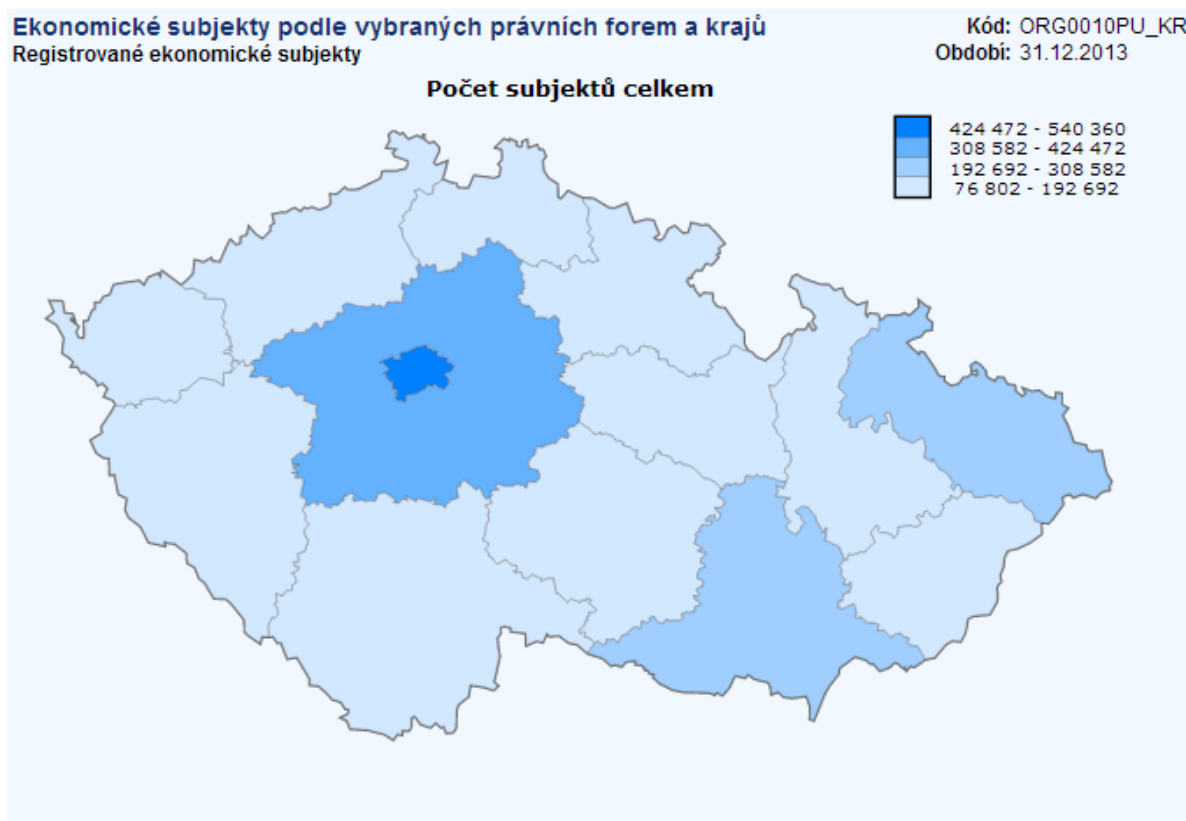 Ekonomické subjekty podle vybraných právních forem a krajů
Kód: ORG0010PU_KR
Registrované ekonomické subjekty
Období: 31.12.2013
Počet subjektů celkem
424 472 - 540 360
308 582 - 424 472
192 692 - 308 582
76 802 - 192 692